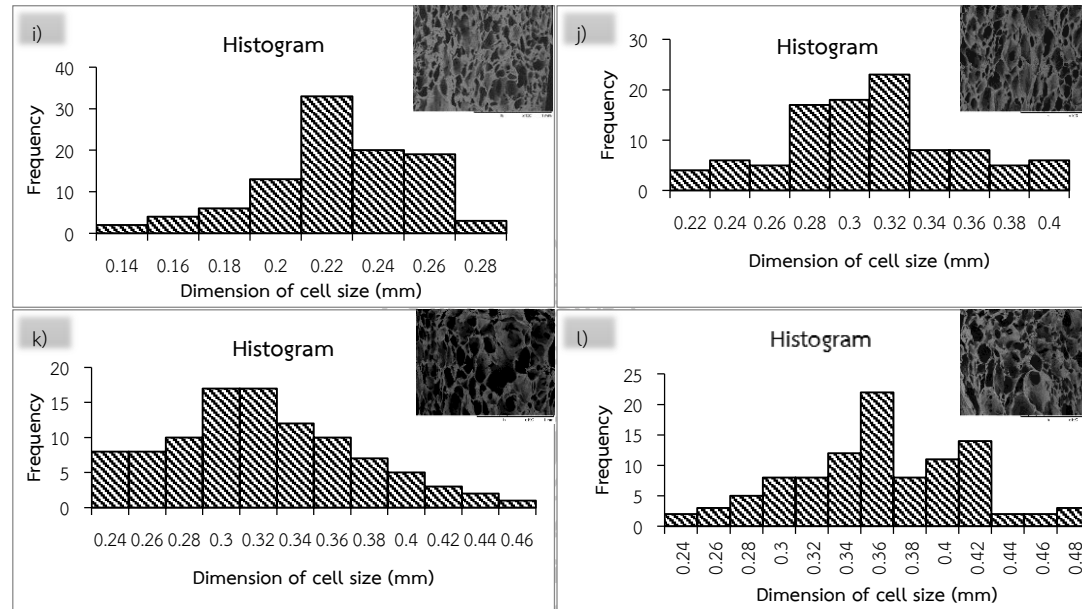 i)
Histogram
Frequency
40
30
20
10
0
0.14 0.16 0.18 0.2 0.22 0.24 0.26 0.28
Dimension of cell size (mm)
j)
Histogram
Frequency
30
20
10
0
0.22 0.24 0.26 0.28 0.3 0.32 0.34 0.36 0.38 0.4
Dimension of cell size (mm)
k)
Histogram
Frequency
20
15
10
5
0
0.24 0.26 0.28 0.3 0.32 0.34 0.36 0.38 0.4 0.42 0.44 0.46
Dimension of cell size (mm)
l)
Histogram
Frequency
25
20
15
10
5
0
0.24 0.26 0.28 0.3 0.32 0.34 0.36 0.38 0.4 0.42 0.44 0.46 0.48
Dimension of cell size (mm)